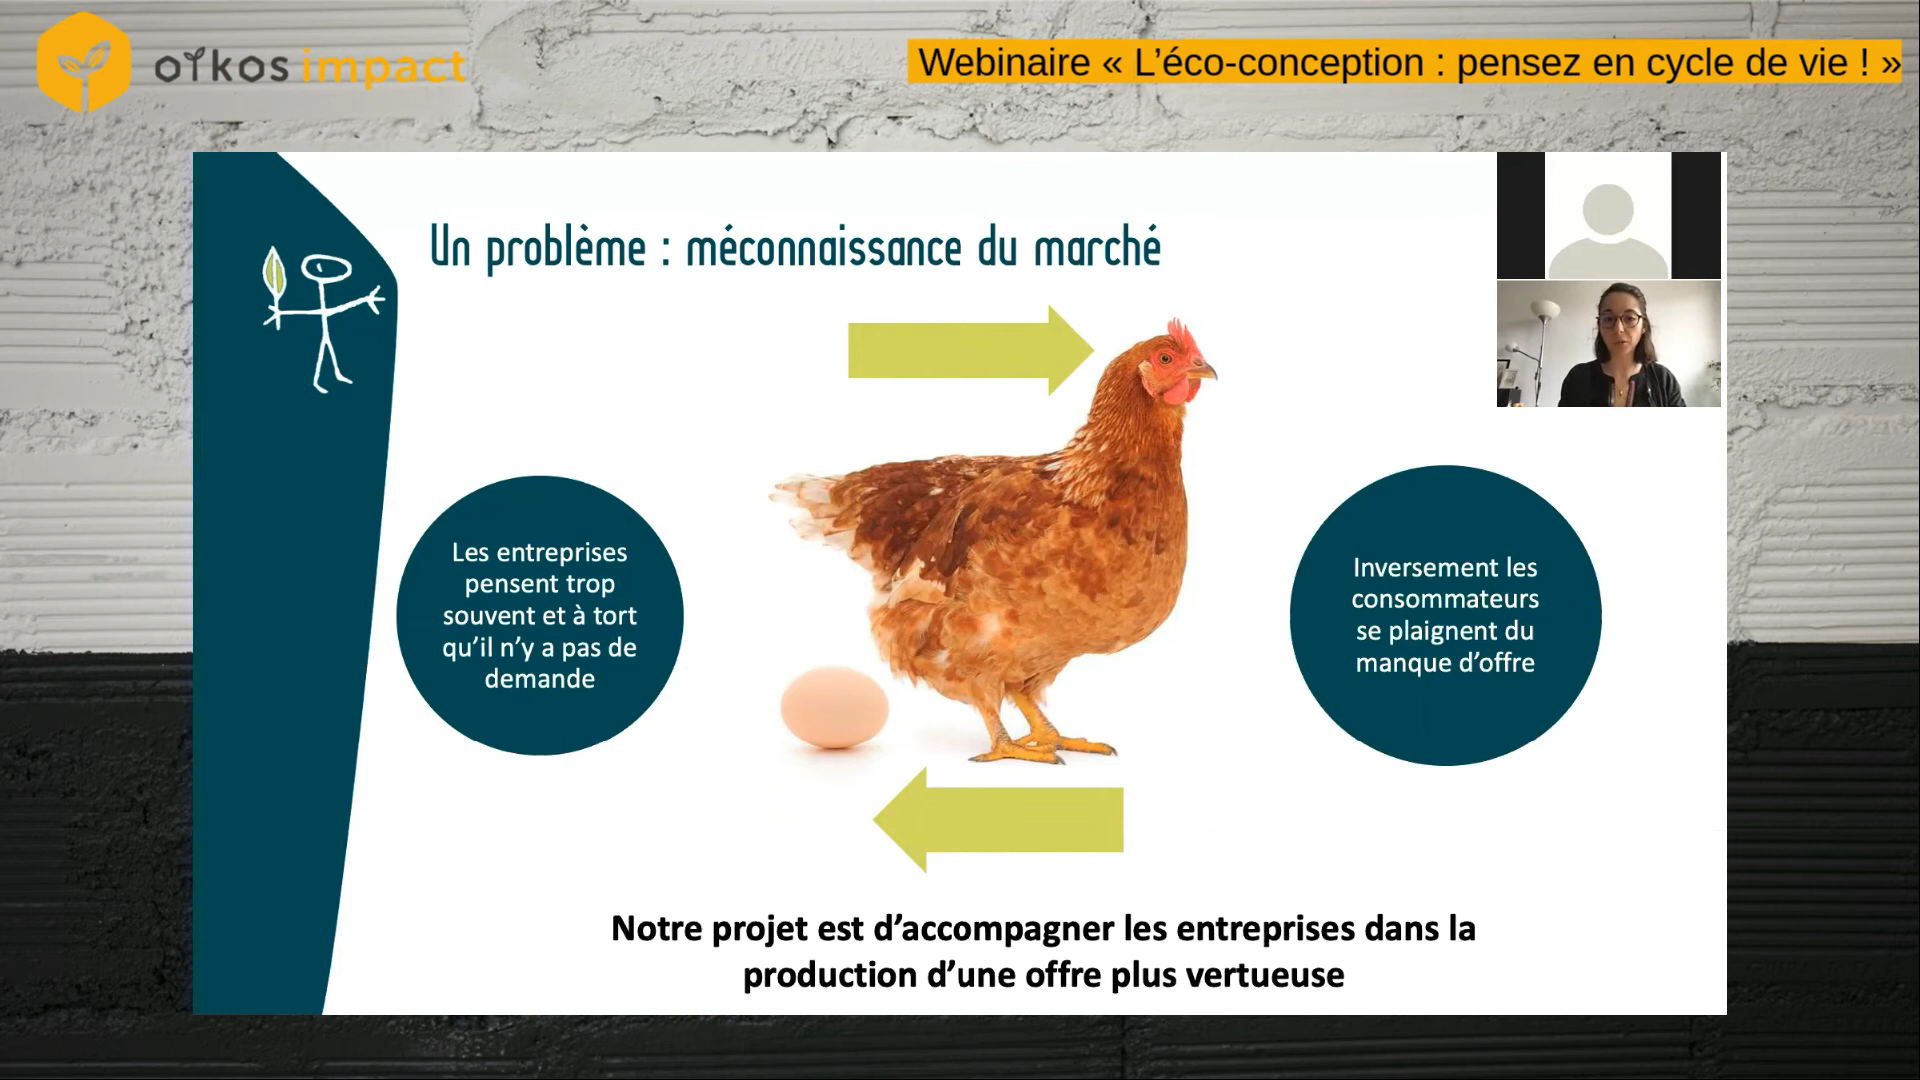 oïkos impact
Webinaire « L’éco-conception : pensez en cycle de vie ! »
Un problème : méconnaissance du marché
Les entreprises
pensent trop
souvent et à tort
qu’il n’y a pas de
demande
Inversement les
consommateurs
se plaignent du
manque d’offre
Notre projet est d’accompagner les entreprises dans la
production d’une offre plus vertueuse